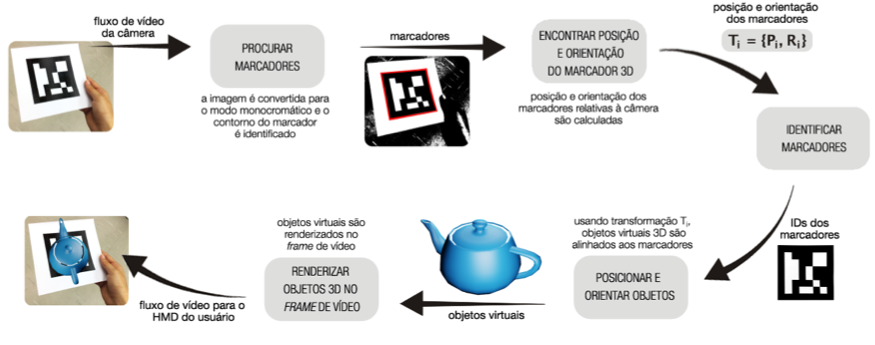 fluxo de vídeo
da câmera
PROCURAR
MARCADORES
a imagem é convertida para
o modo monocromático e o
contorno do marcador
é identificado
marcadores
ENCONTRAR POSIÇÃO
E ORIENTAÇÃO
DO MARCADOR 3D
posição e orientação dos
marcadores relativas à câmera
são calculadas
posição e orientação
dos marcadores
Ti = {Pi, Ri}
IDENTIFICAR
MARCADORES
IDs dos
marcadores
usando transformação Ti,
objetos virtuais 3D são
alinhados aos marcadores
POSICIONAR E
ORIENTAR OBJETOS
objetos virtuais
objetos virtuais são
renderizados no
frame de vídeo
RENDERIZAR
OBJETOS 3D NO
FRAME DE VÍDEO
fluxo de vídeo para o
HMD do usuário